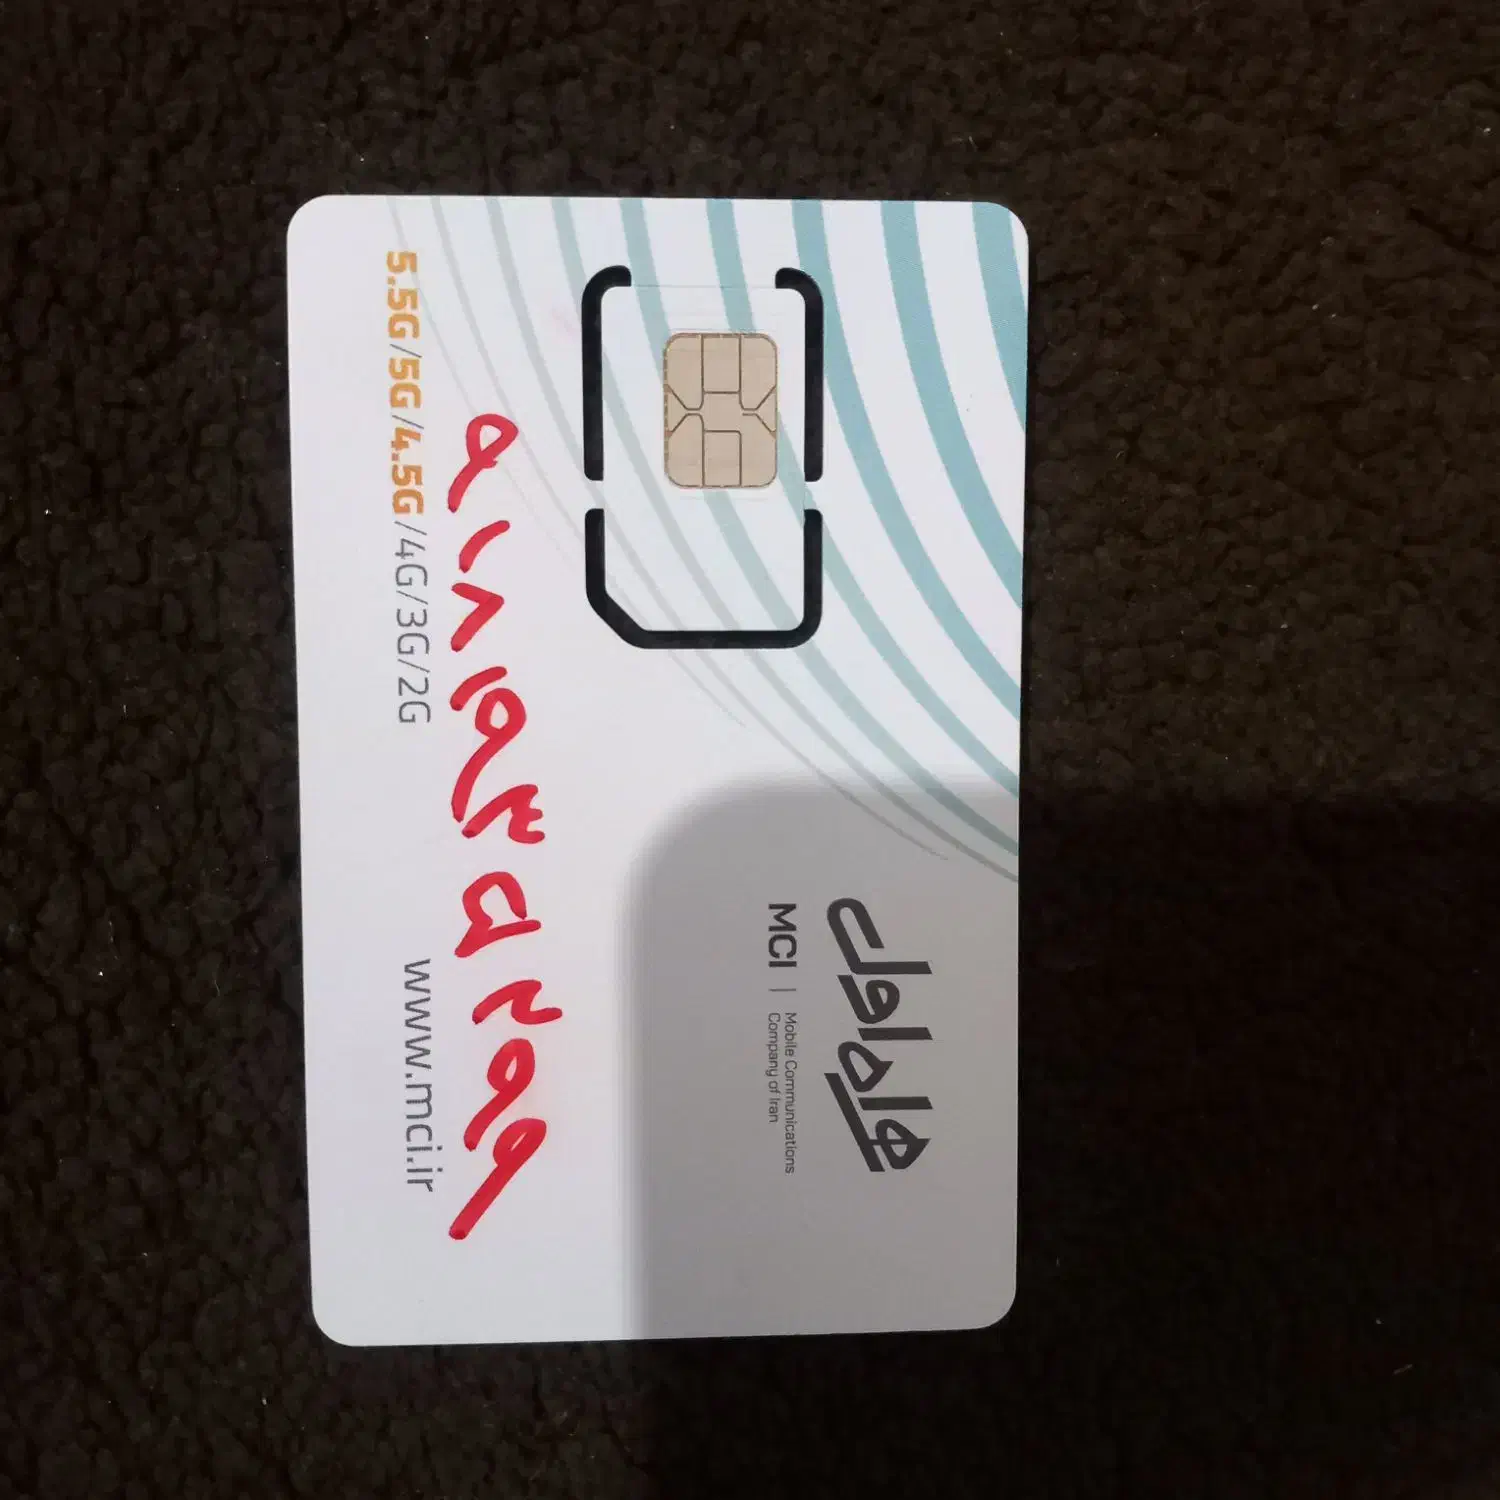 همراه اول
MCI | Mobile Communications
Company of Iran
۹۱۸۱۹۳۵۲۹۹
5.5G/5G/4.5G/4G/3G/2G www.mci.ir